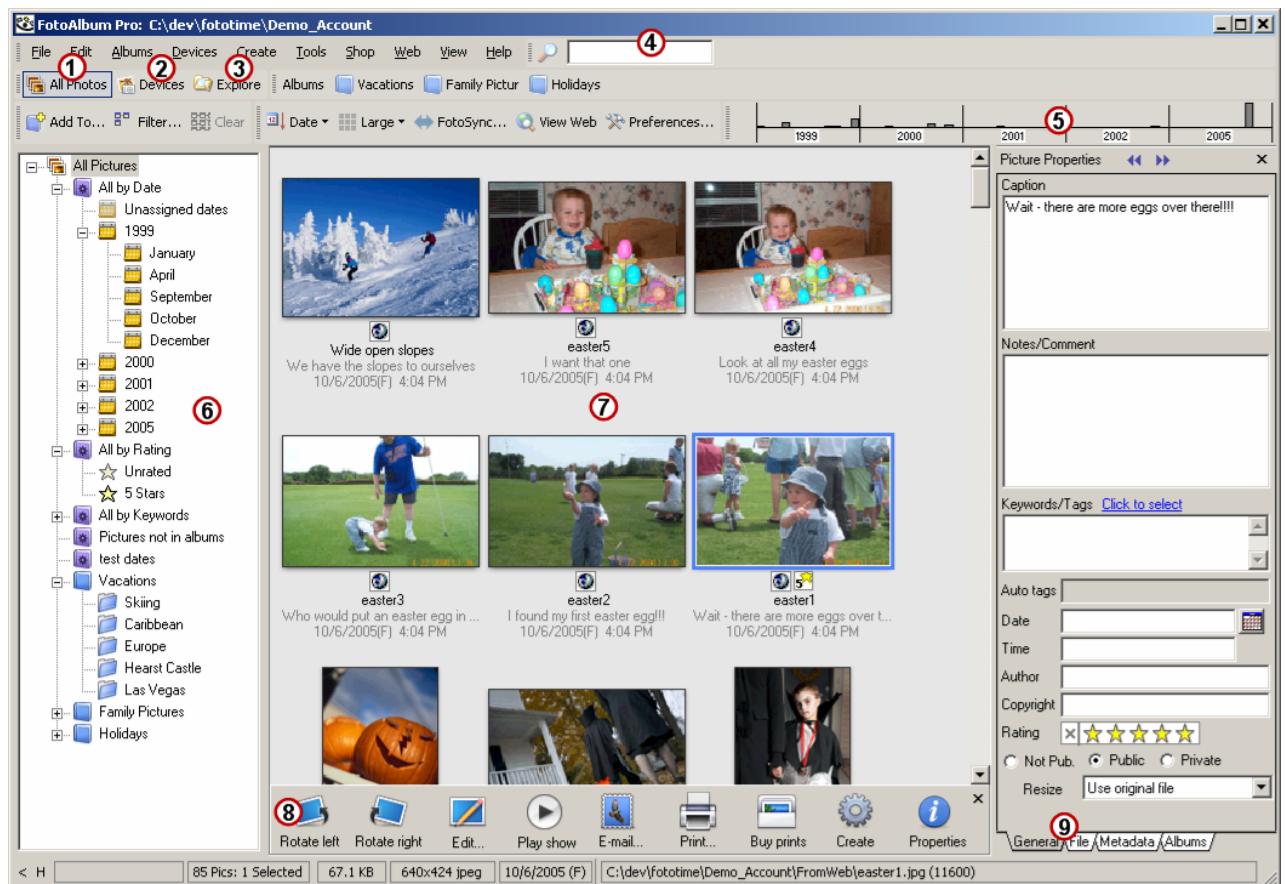 FotoAlbum Pro: C:\dev\fototime\Demo_Account
File Edit Albums Devices Create Tools Shop Web View Help
4
1 2 3
All Photos Devices Explore Albums Vacations Family Pictur Holidays
Add To... Filter... Clear Date Large FotoSync... View Web Preferences...
5
1999 2000 2001 2002 2005
All Pictures
All by Date
Unassigned dates
1999
January
April
September
October
December
2000
2001
2002
2005
6
All by Rating
Unrated
5 Stars
All by Keywords
Pictures not in albums
test dates
Vacations
Skiing
Caribbean
Europe
Hearst Castle
Las Vegas
Family Pictures
Holidays
Wide open slopes
We have the slopes to ourselves
10/6/2005(F) 4:04 PM
easter5
I want that one
10/6/2005(F) 4:04 PM
easter4
Look at all my easter eggs
10/6/2005(F) 4:04 PM
7
easter3
Who would put an easter egg in ...
10/6/2005(F) 4:04 PM
easter2
I found my first easter egg!!!
10/6/2005(F) 4:04 PM
5
easter1
Wait - there are more eggs over t...
10/6/2005(F) 4:04 PM
8
Rotate left Rotate right Edit... Play show E-mail... Print... Buy prints Create Properties
Picture Properties
Caption
Wait - there are more eggs over there!!!!
Notes/Comment
Keywords/Tags Click to select
Auto tags
Date
Time
Author
Copyright
Rating
Not Pub. Public Private
Resize Use original file
9
General File Metadata Albums
< H 85 Pics: 1 Selected 67.1 KB 640x424 jpeg 10/6/2005 (F) C:\dev\fototime\Demo_Account\FromWeb\easter1.jpg (11600)